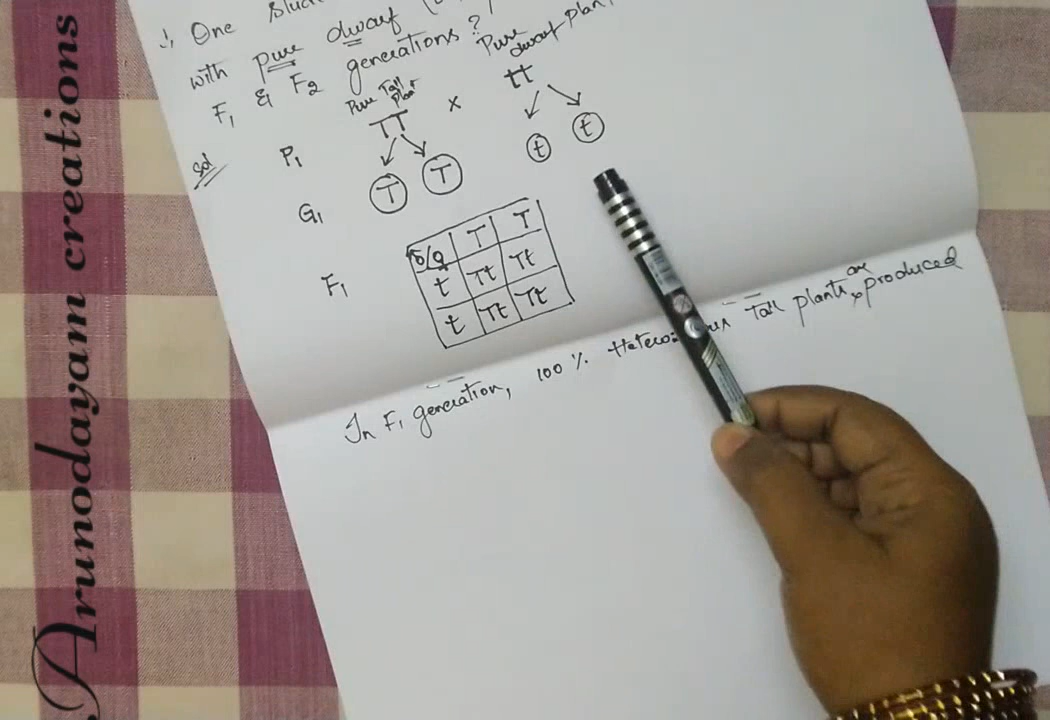 1. One
with pure dwarf
F1 & F2 generations?
Pure Tall Plant
Pure dwarf plant
P1 TT x tt
Sol
G1 T T t t
F1
♂/♀ T T
t Tt Tt
t Tt Tt
In F1 generation, 100% Tall plants are produced
Arunodayam creations